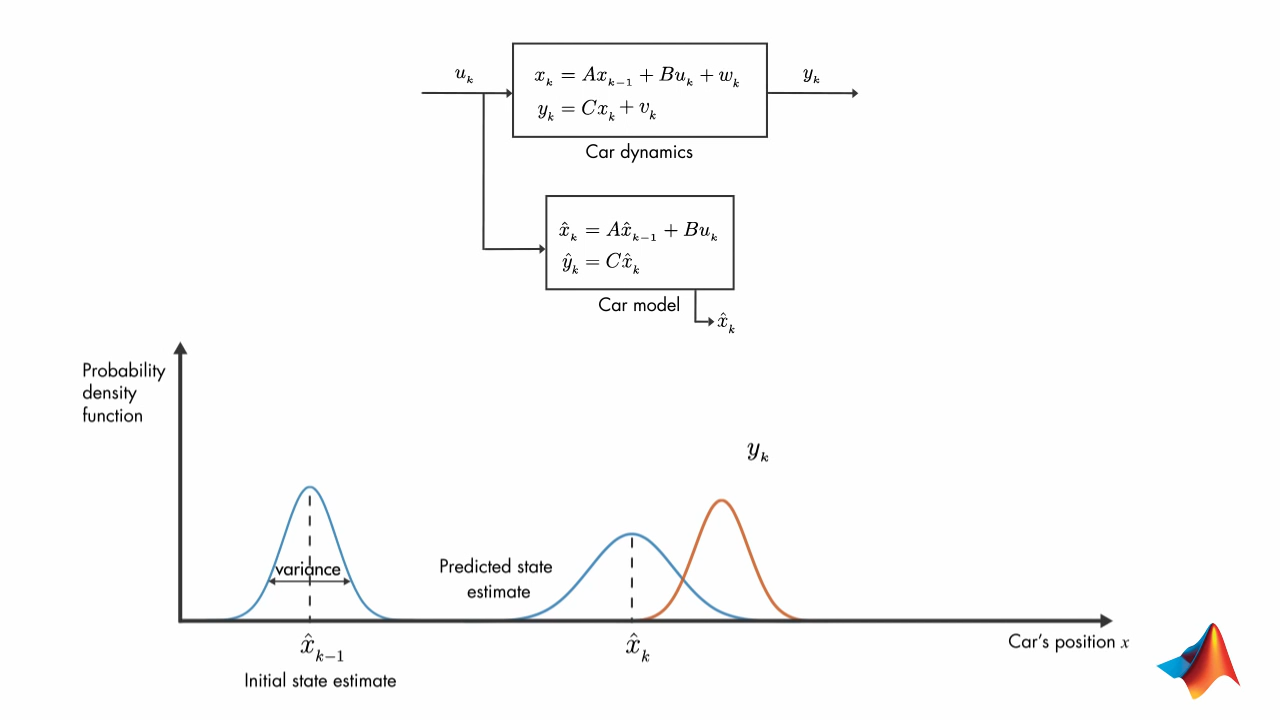 u_k
x_k = Ax_{k-1} + Bu_k + w_k
y_k = Cx_k + v_k
y_k
Car dynamics
x̂_k = Ax̂_{k-1} + Bu_k
ŷ_k = Cx̂_k
Car model
x̂_k
Probability
density
function
y_k
variance
Predicted state
estimate
x̂_{k-1}
Initial state estimate
x̂_k
Car's position x